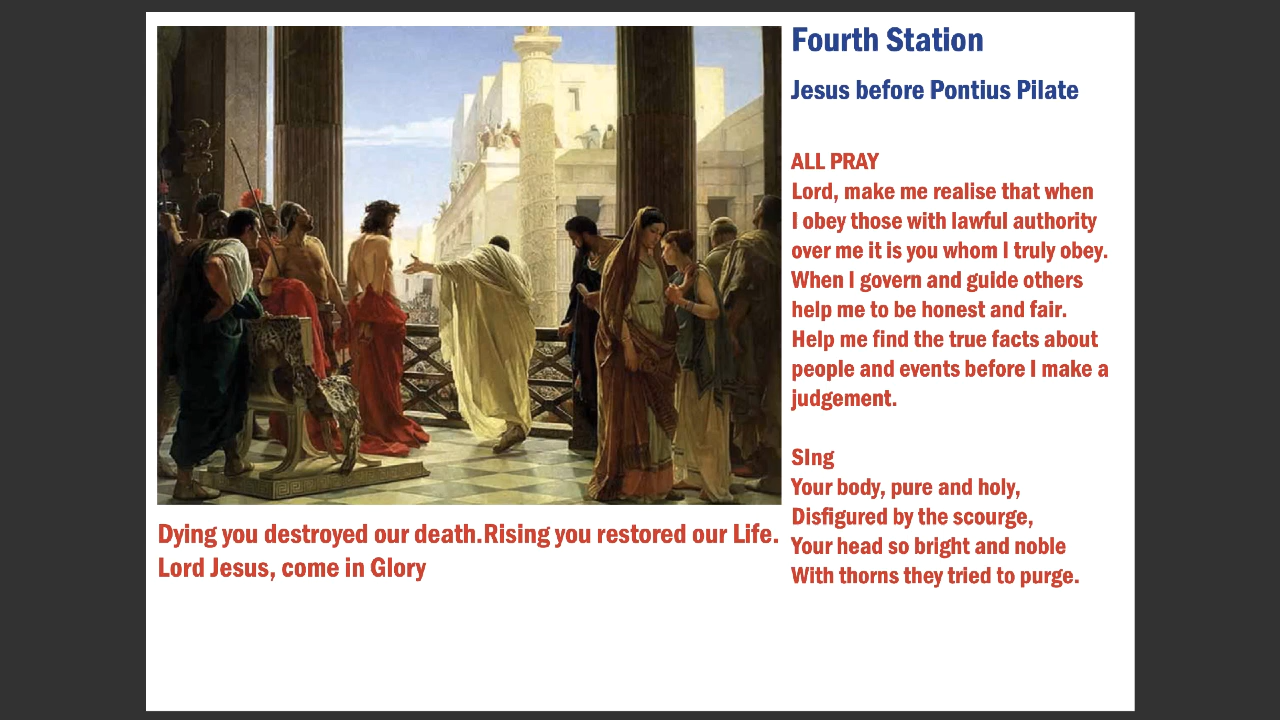 Fourth Station
Jesus before Pontius Pilate
ALL PRAY
Lord, make me realise that when
I obey those with lawful authority
over me it is you whom I truly obey.
When I govern and guide others
help me to be honest and fair.
Help me find the true facts about
people and events before I make a
judgement.
SIng
Your body, pure and holy,
Disfigured by the scourge,
Your head so bright and noble
With thorns they tried to purge.
Dying you destroyed our death.Rising you restored our Life.
Lord Jesus, come in Glory